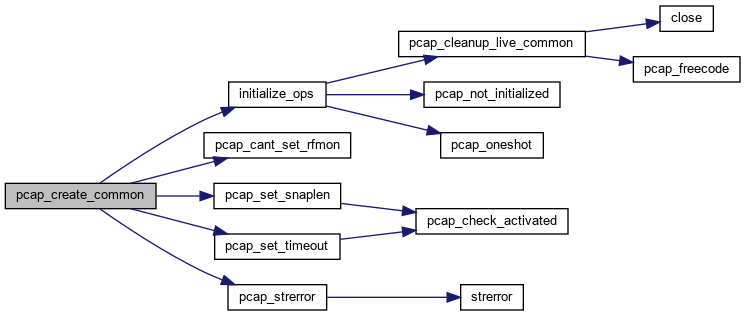 close
pcap_cleanup_live_common
pcap_freecode
initialize_ops
pcap_not_initialized
pcap_cant_set_rfmon
pcap_oneshot
pcap_create_common
pcap_set_snaplen
pcap_check_activated
pcap_set_timeout
pcap_strerror
strerror